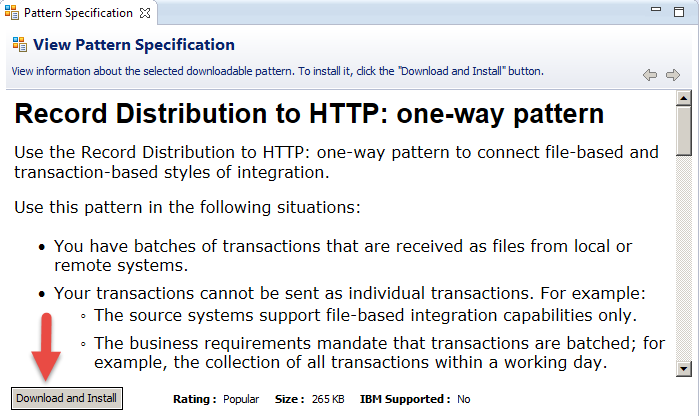 Pattern Specification
View Pattern Specification
View information about the selected downloadable pattern. To install it, click the "Download and Install" button.
Record Distribution to HTTP: one-way pattern
Use the Record Distribution to HTTP: one-way pattern to connect file-based and
transaction-based styles of integration.
Use this pattern in the following situations:
• You have batches of transactions that are received as files from local or
remote systems.
• Your transactions cannot be sent as individual transactions. For example:
◦ The source systems support file-based integration capabilities only.
◦ The business requirements mandate that transactions are batched; for
example, the collection of all transactions within a working day.
Download and Install Rating : Popular Size : 265 KB IBM Supported : No